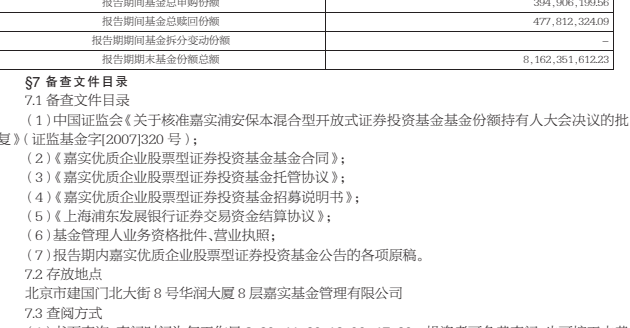 报告期期间基金总申购份额 394,906,199.56
报告期期间基金总赎回份额 477,812,324.09
报告期期间基金拆分变动份额 –
报告期期末基金份额总额 8,162,351,612.23
§7 备查文件目录
7.1 备查文件目录
(1)中国证监会《关于核准嘉实浦安保本混合型开放式证券投资基金基金份额持有人大会决议的批
复》(证监基金字[2007]320 号);
(2)《嘉实优质企业股票型证券投资基金基金合同》;
(3)《嘉实优质企业股票型证券投资基金托管协议》;
(4)《嘉实优质企业股票型证券投资基金招募说明书》;
(5)《上海浦东发展银行证券交易资金结算协议》;
(6)基金管理人业务资格批件、营业执照;
(7)报告期内嘉实优质企业股票型证券投资基金公告的各项原稿。
7.2 存放地点
北京市建国门北大街 8 号华润大厦 8 层嘉实基金管理有限公司
7.3 查阅方式